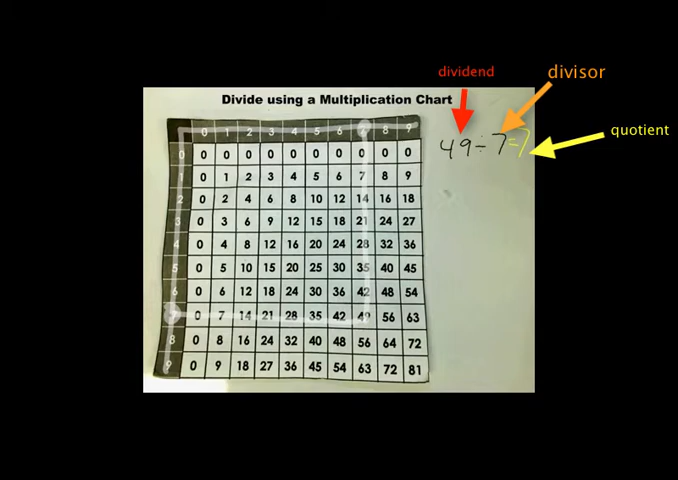 dividend
divisor
Divide using a Multiplication Chart
quotient
49÷7=7
0 1 2 3 4 5 6 7 8 9
0 0 0 0 0 0 0 0 0 0 0
1 0 1 2 3 4 5 6 7 8 9
2 0 2 4 6 8 10 12 14 16 18
3 0 3 6 9 12 15 18 21 24 27
4 0 4 8 12 16 20 24 28 32 36
5 0 5 10 15 20 25 30 35 40 45
6 0 6 12 18 24 30 36 42 48 54
7 0 7 14 21 28 35 42 49 56 63
8 0 8 16 24 32 40 48 56 64 72
9 0 9 18 27 36 45 54 63 72 81